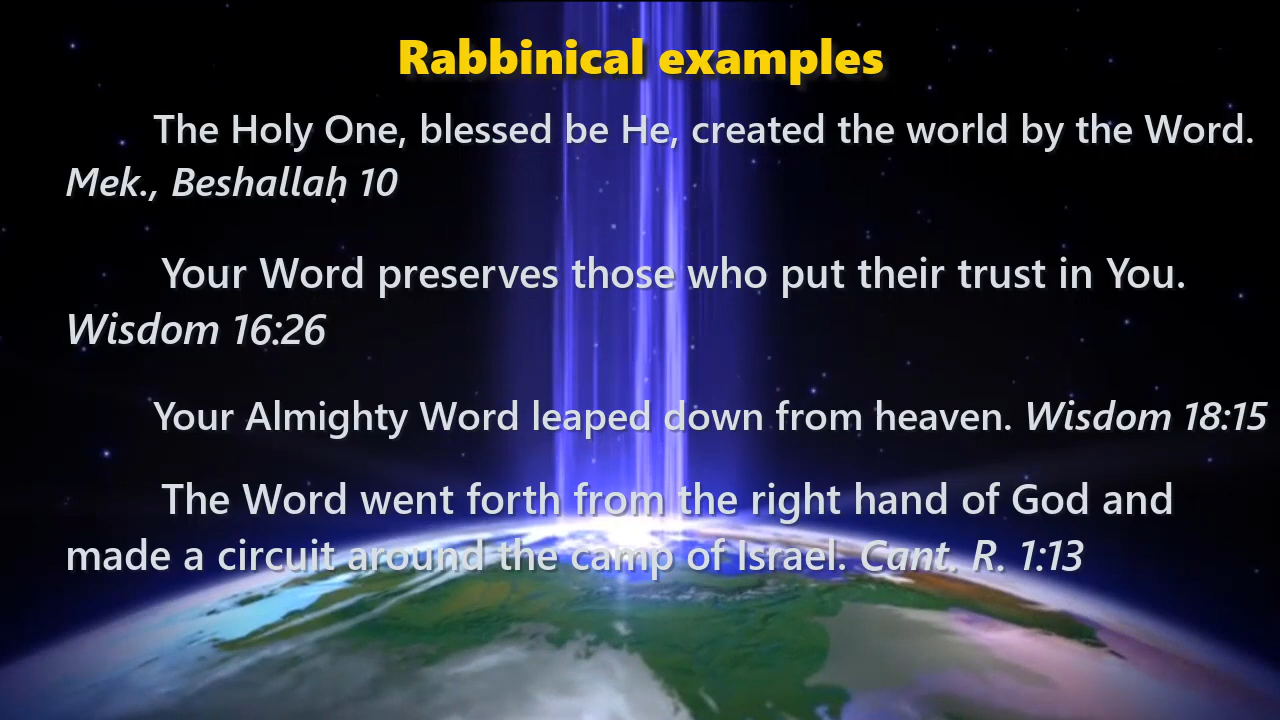 Rabbinical examples
The Holy One, blessed be He, created the world by the Word.
Mek., Beshallaḥ 10
Your Word preserves those who put their trust in You.
Wisdom 16:26
Your Almighty Word leaped down from heaven. Wisdom 18:15
The Word went forth from the right hand of God and
made a circuit around the camp of Israel. Cant. R. 1:13